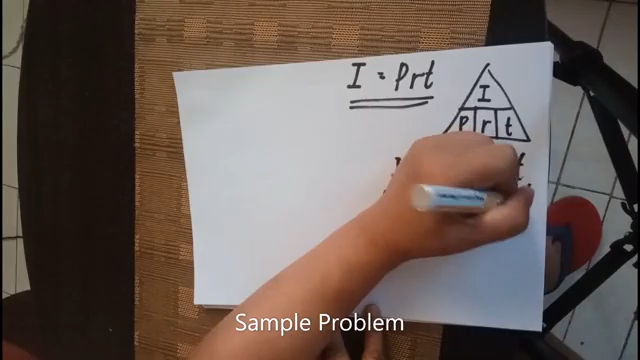 I = Prt
I
P r t
Sample Problem